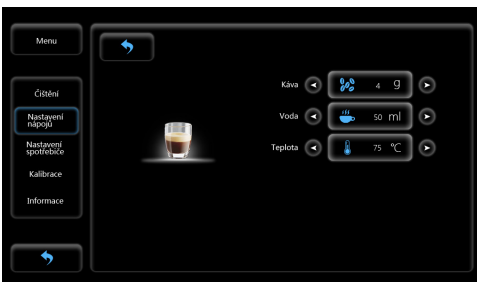 Menu
Čištění
Nastavení
nápojů
Nastavení
spotřebiče
Kalibrace
Informace
Káva 4 g
Voda 50 ml
Teplota 75 °C